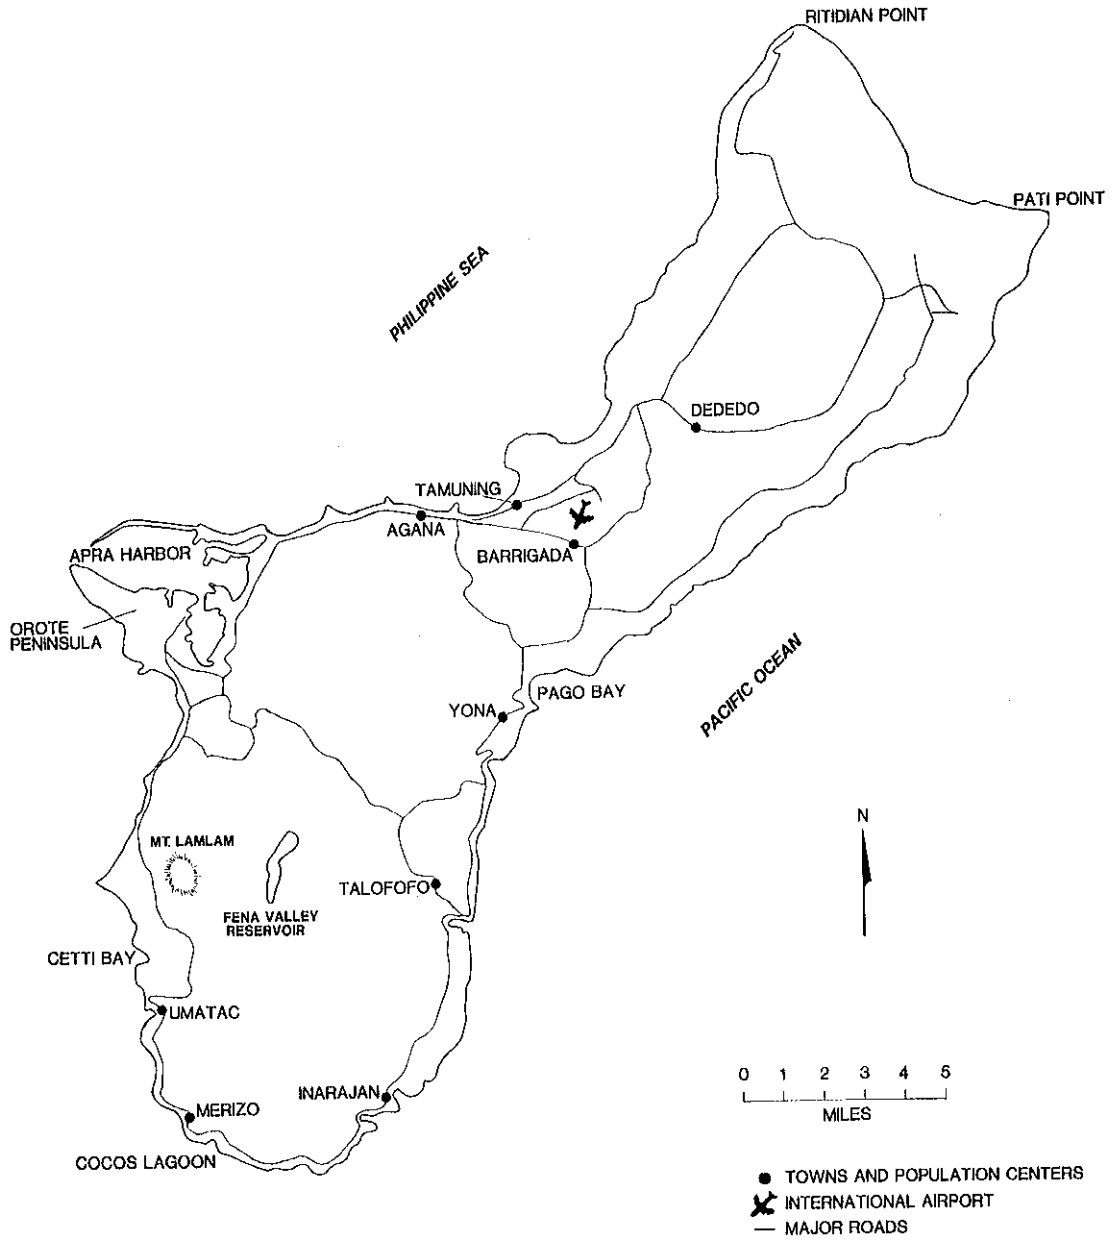 RITIDIAN POINT
PATI POINT
PHILIPPINE SEA
DEDEDO
TAMUNING
AGANA
BARRIGADA
APRA HARBOR
OROTE
PENINSULA
PACIFIC OCEAN
PAGO BAY
YONA
N
MT. LAMLAM
TALOFOFO
FENA VALLEY
RESERVOIR
CETTI BAY
UMATAC
INARAJAN
MERIZO
COCOS LAGOON
0 1 2 3 4 5
MILES
TOWNS AND POPULATION CENTERS
INTERNATIONAL AIRPORT
MAJOR ROADS